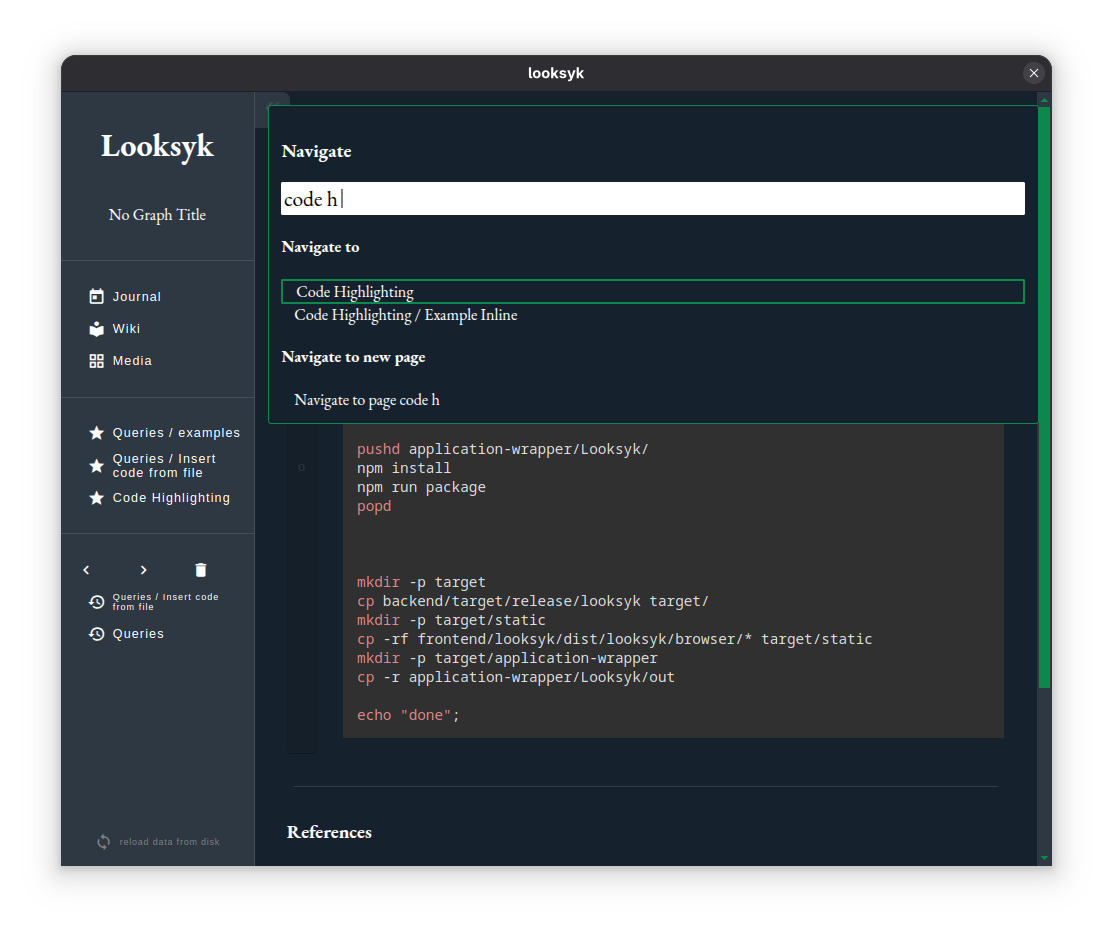 looksyk
Looksyk
No Graph Title
Journal
Wiki
Media
Queries / examples
Queries / Insert
code from file
Code Highlighting
Queries / Insert code
from file
Queries
reload data from disk
Navigate
code h
Navigate to
Code Highlighting
Code Highlighting / Example Inline
Navigate to new page
Navigate to page code h
pushd application-wrapper/Looksyk/
npm install
npm run package
popd
mkdir -p target
cp backend/target/release/looksyk target/
mkdir -p target/static
cp -rf frontend/looksyk/dist/looksyk/browser/* target/static
mkdir -p target/application-wrapper
cp -r application-wrapper/Looksyk/out
echo "done";
References